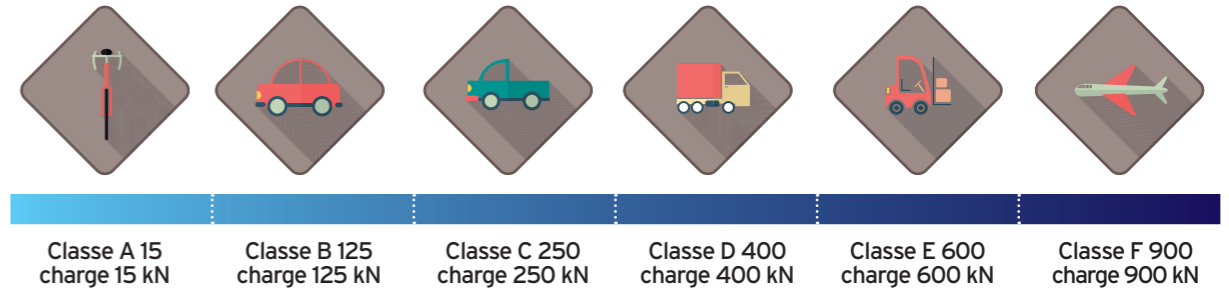 Classe A 15
charge 15 kN
Classe B 125
charge 125 kN
Classe C 250
charge 250 kN
Classe D 400
charge 400 kN
Classe E 600
charge 600 kN
Classe F 900
charge 900 kN